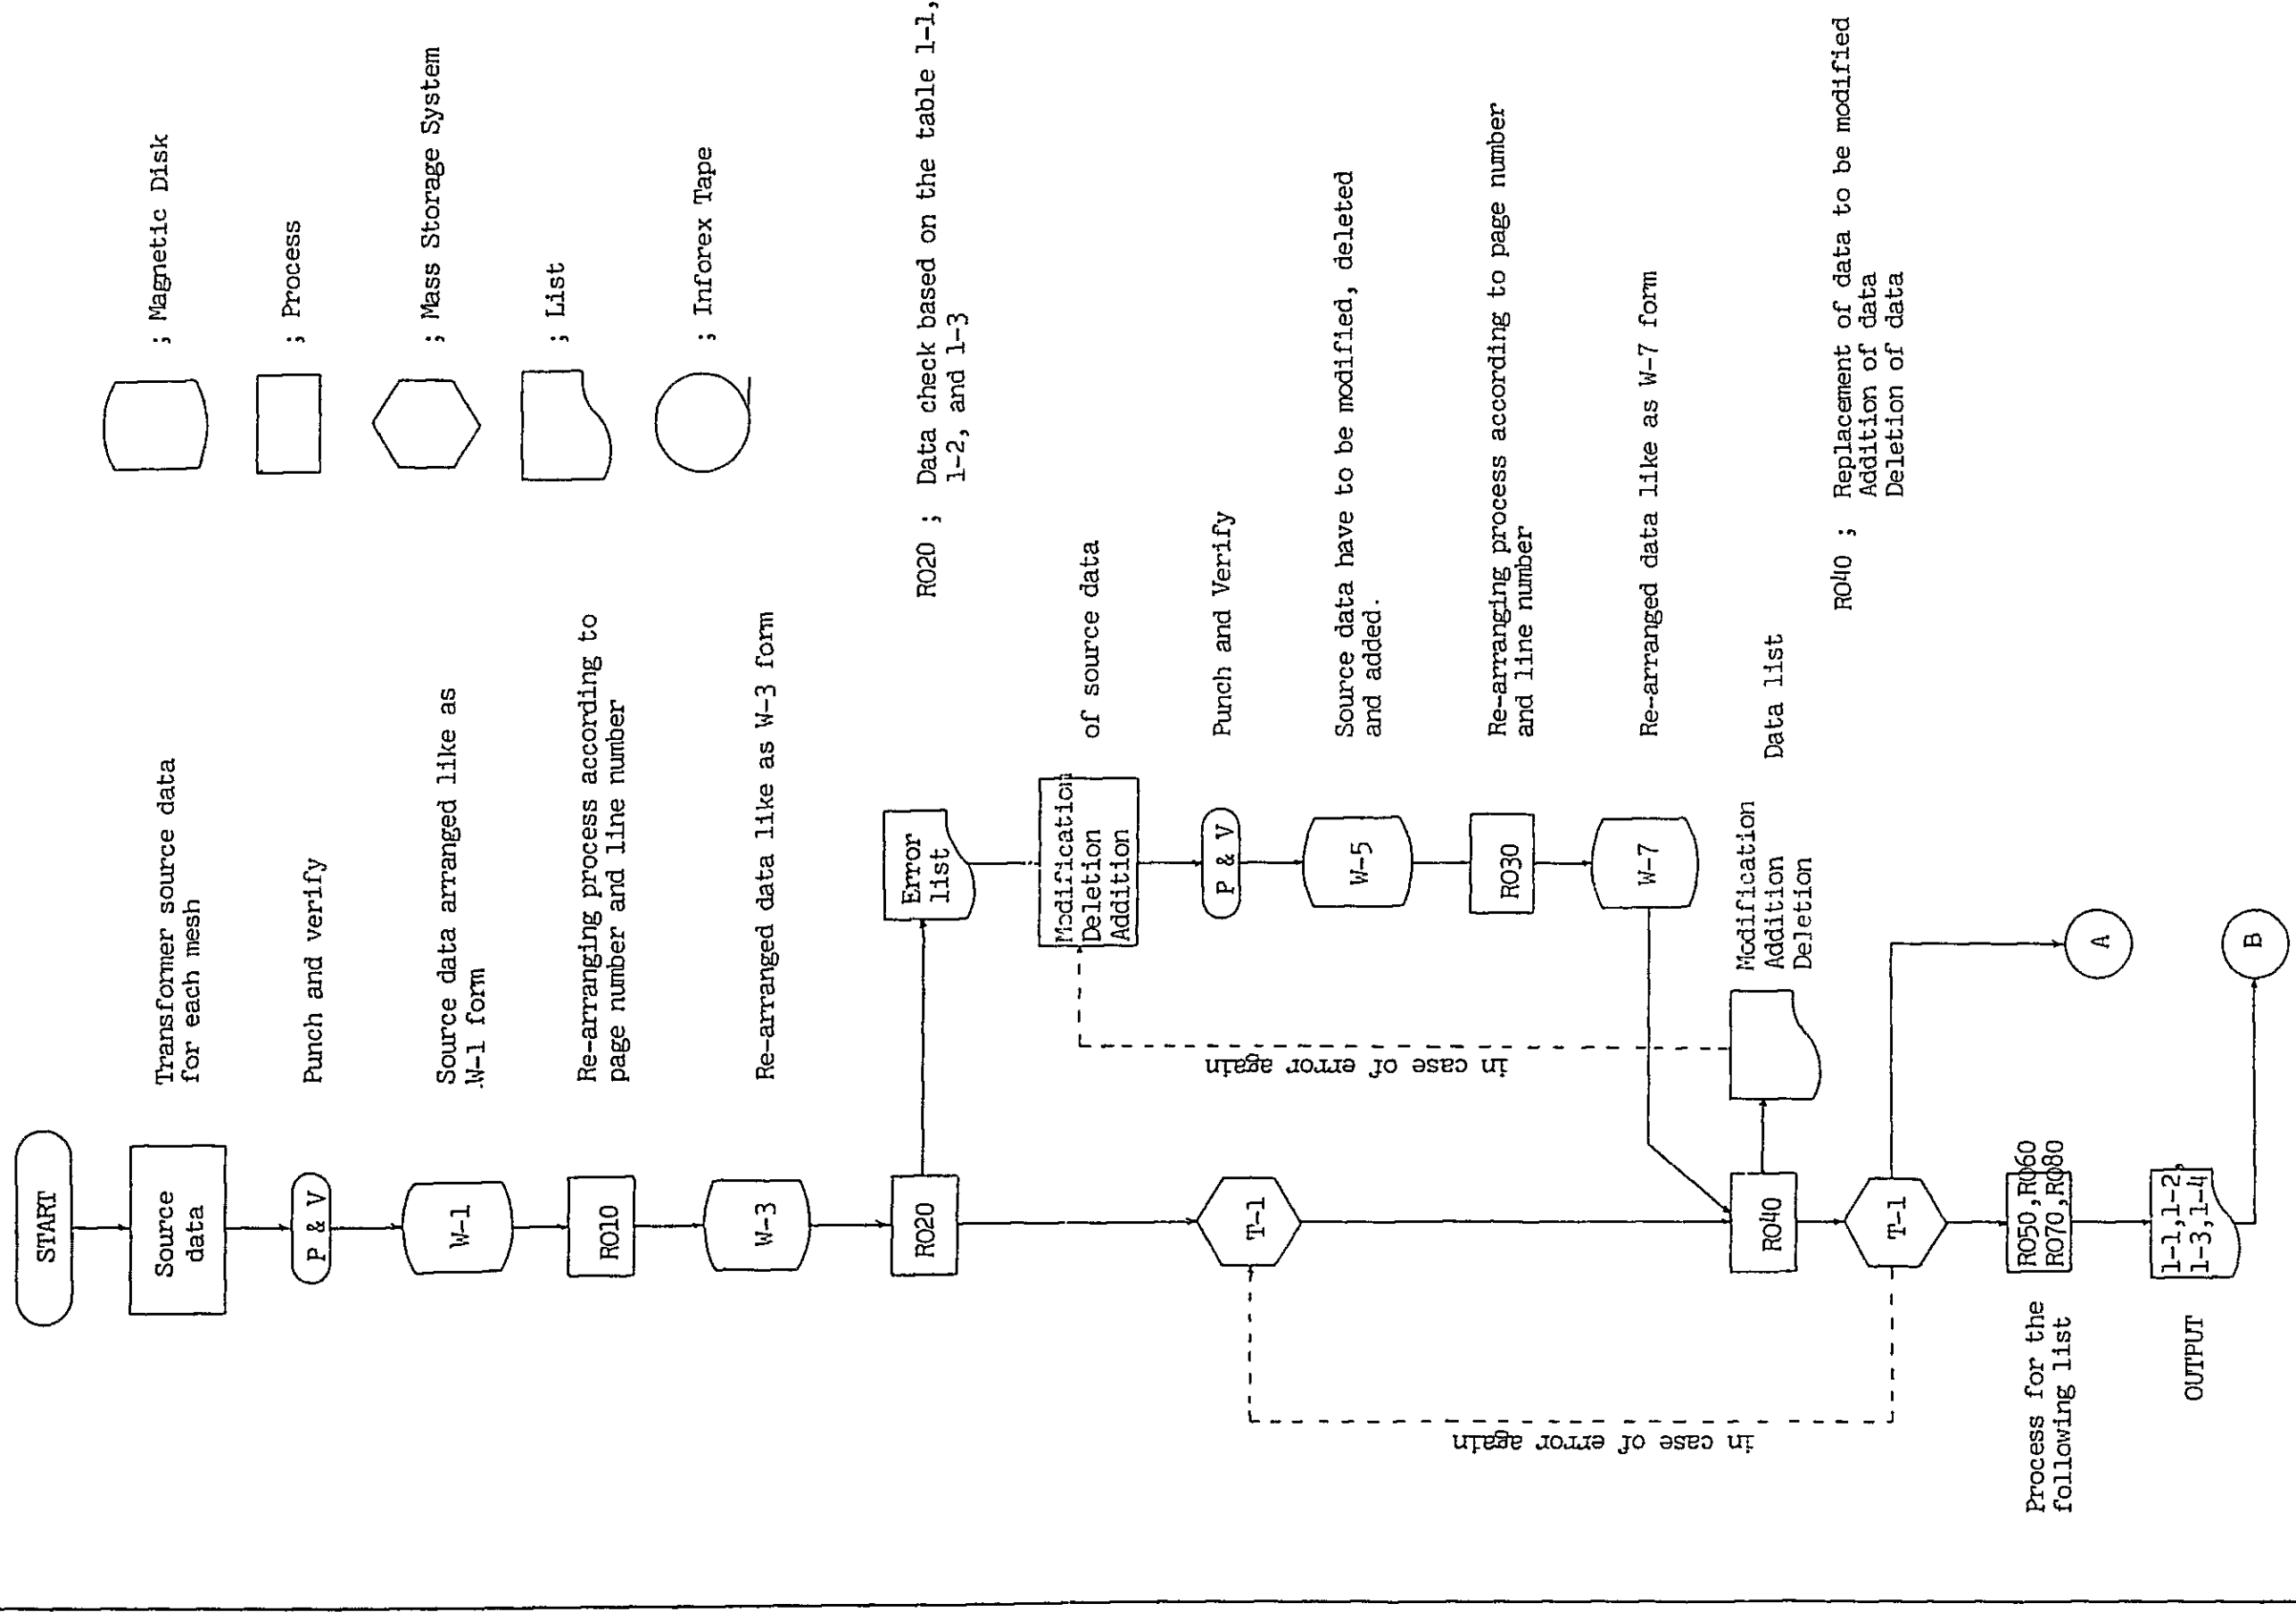 START
Source
data
Transformer source data
for each mesh
P & V
Punch and verify
W-1
Source data arranged like as
W-1 form
RO10
Re-arranging process according to
page number and line number
W-3
Re-arranged data like as W-3 form
; Magnetic Disk
; Process
; Mass Storage System
; List
; Inforex Tape
RO20
RO20 ; Data check based on the table 1-1,
1-2, and 1-3
Error
list
Modification
Deletion
Addition
of source data
P & V
Punch and Verify
W-5
Source data have to be modified, deleted
and added.
RO30
Re-arranging process according to page number
and line number
W-7
Re-arranged data like as W-7 form
T-1
in case of error again
in case of error again
RO40
Modification
Addition
Deletion
Data list
RO40 ; Replacement of data to be modified
Addition of data
Deletion of data
T-1
A
Process for the
following list
RO50,RO60
RO70,RO80
OUTPUT
1-1,1-2,
1-3,1-4
B